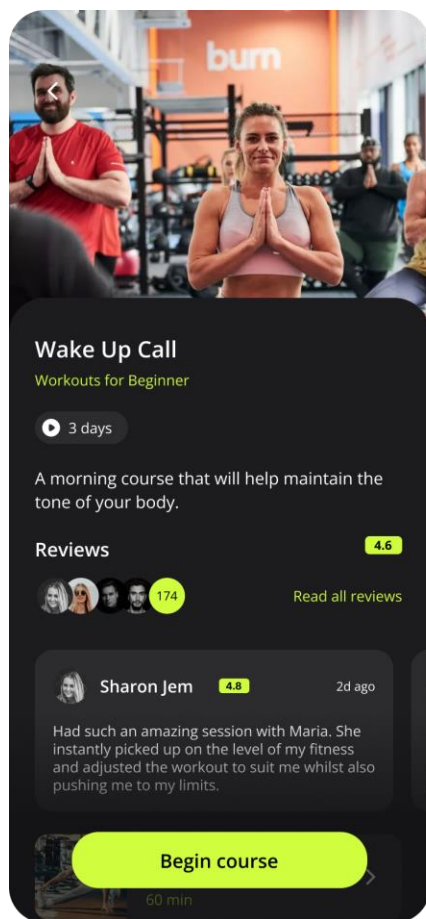 burn
Wake Up Call
Workouts for Beginner
3 days
A morning course that will help maintain the
tone of your body.
Reviews
4.6
174
Read all reviews
Sharon Jem 4.8 2d ago
Had such an amazing session with Maria. She
instantly picked up on the level of my fitness
and adjusted the workout to suit me whilst also
pushing me to my limits.
Begin course
60 min